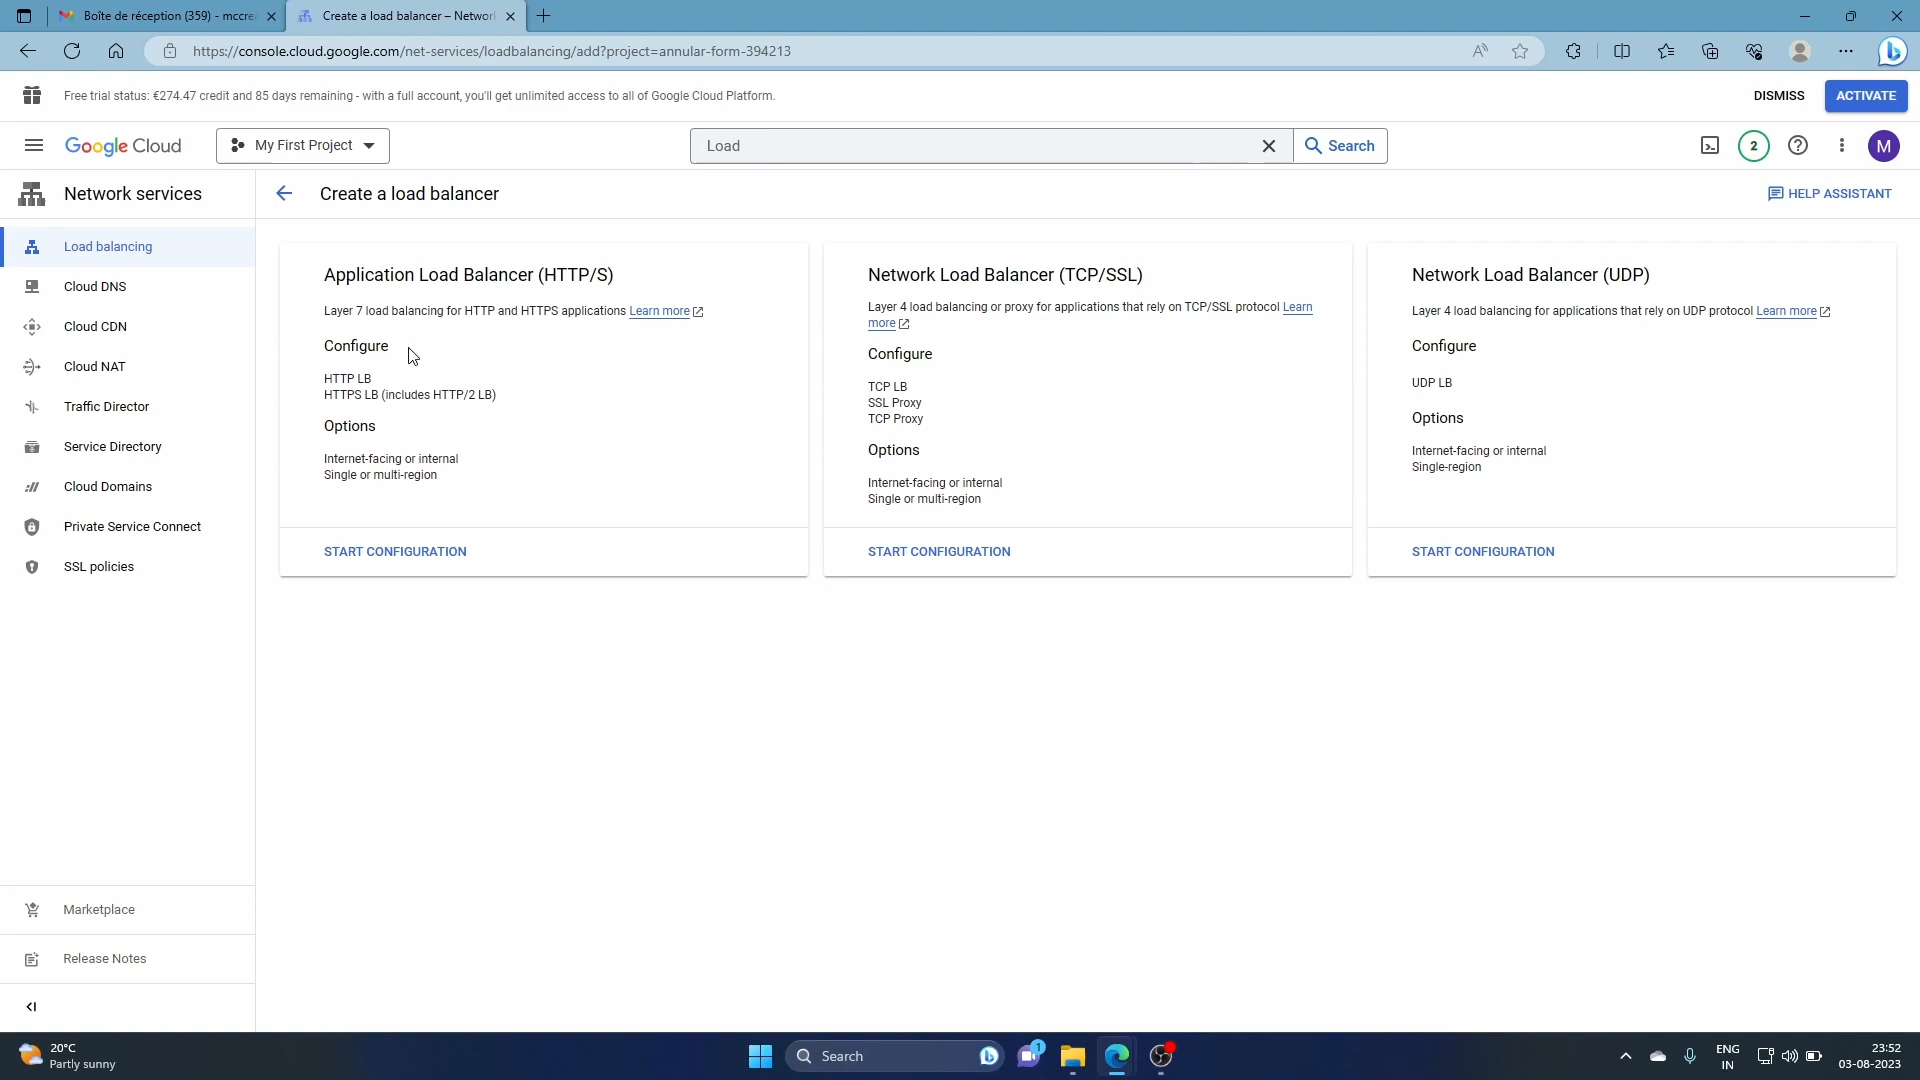 Boîte de réception (359) - mccrea
Create a load balancer – Network
https://console.cloud.google.com/net-services/loadbalancing/add?project=annular-form-394213
Free trial status: €274.47 credit and 85 days remaining - with a full account, you'll get unlimited access to all of Google Cloud Platform.
DISMISS
ACTIVATE
Google Cloud
My First Project
Load
Search
2
M
Network services
Create a load balancer
HELP ASSISTANT
Load balancing
Cloud DNS
Cloud CDN
Cloud NAT
Traffic Director
Service Directory
Cloud Domains
Private Service Connect
SSL policies
Marketplace
Release Notes
Application Load Balancer (HTTP/S)
Layer 7 load balancing for HTTP and HTTPS applications Learn more
Configure
HTTP LB
HTTPS LB (includes HTTP/2 LB)
Options
Internet-facing or internal
Single or multi-region
START CONFIGURATION
Network Load Balancer (TCP/SSL)
Layer 4 load balancing or proxy for applications that rely on TCP/SSL protocol Learn
more
Configure
TCP LB
SSL Proxy
TCP Proxy
Options
Internet-facing or internal
Single or multi-region
START CONFIGURATION
Network Load Balancer (UDP)
Layer 4 load balancing for applications that rely on UDP protocol Learn more
Configure
UDP LB
Options
Internet-facing or internal
Single-region
START CONFIGURATION
20°C
Partly sunny
Search
1
ENG
IN
23:52
03-08-2023